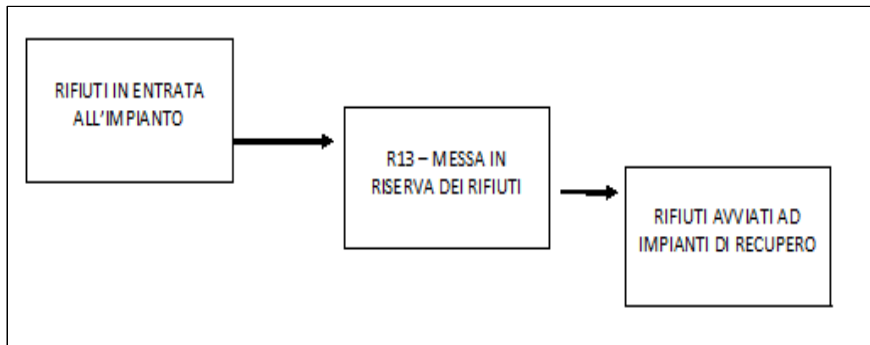 RIFIUTI IN ENTRATA
ALL'IMPIANTO
R13 – MESSA IN
RISERVA DEI RIFIUTI
RIFIUTI AVVIATI AD
IMPIANTI DI RECUPERO